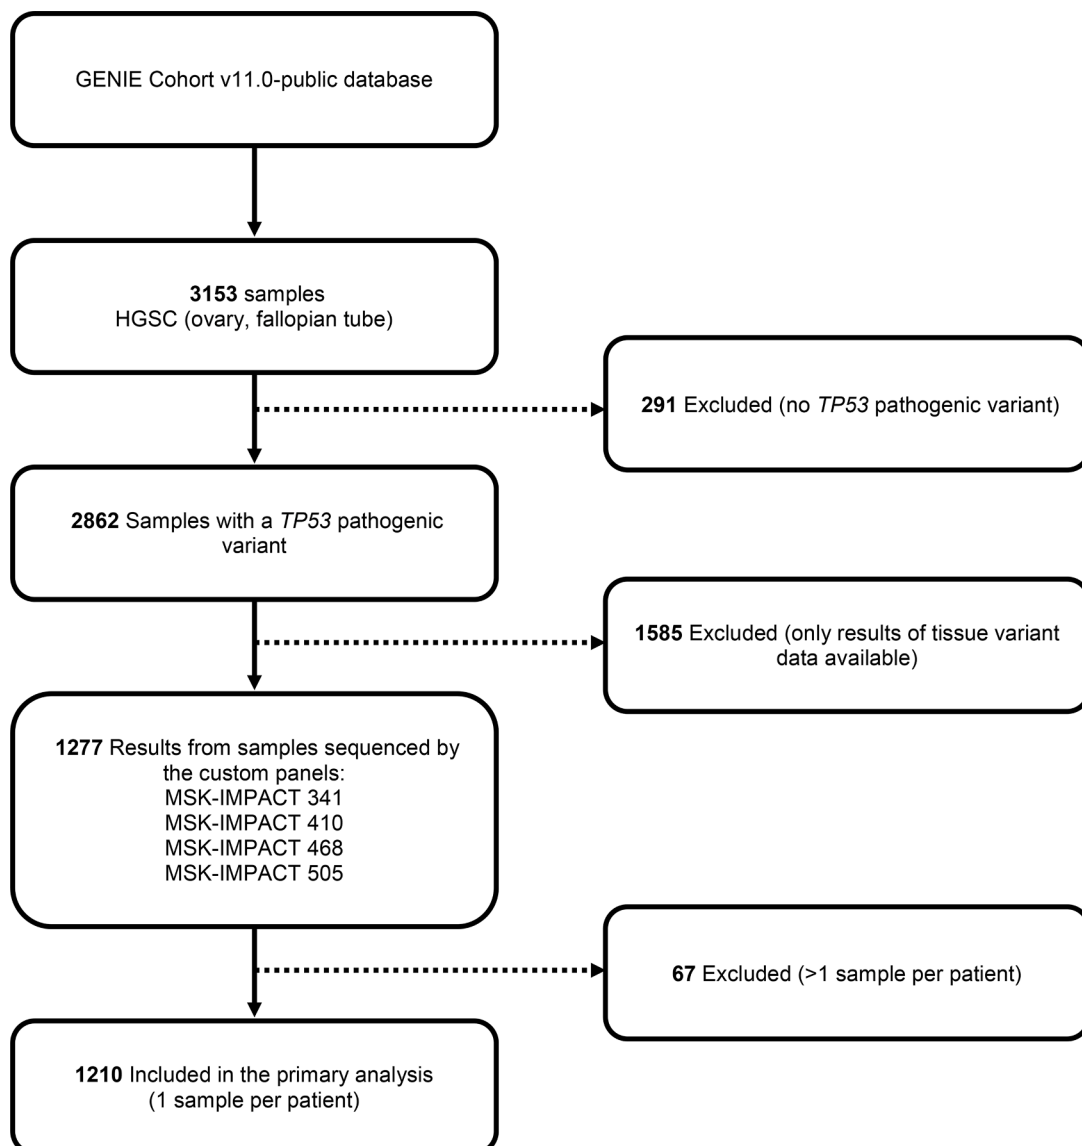 GENIE Cohort v11.0-public database
3153 samples
HGSC (ovary, fallopian tube)
291 Excluded (no TP53 pathogenic variant)
2862 Samples with a TP53 pathogenic
variant
1585 Excluded (only results of tissue variant
data available)
1277 Results from samples sequenced by
the custom panels:
MSK-IMPACT 341
MSK-IMPACT 410
MSK-IMPACT 468
MSK-IMPACT 505
67 Excluded (>1 sample per patient)
1210 Included in the primary analysis
(1 sample per patient)